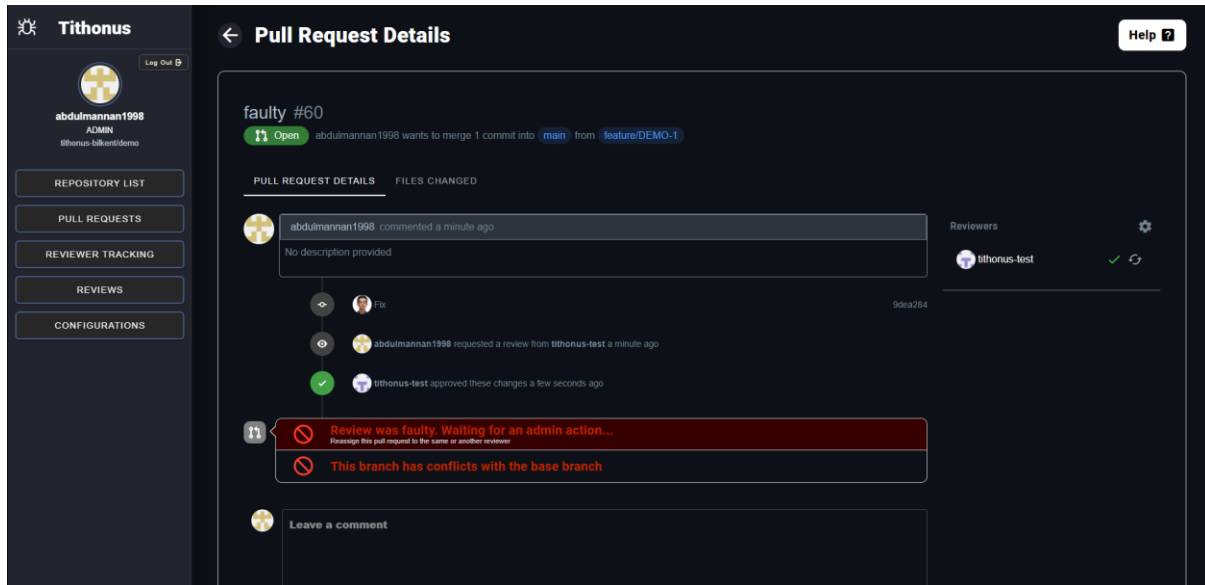 Tithonus
Log Out
abdulmannan1998
ADMIN
tithonus-bilkent/demo
REPOSITORY LIST
PULL REQUESTS
REVIEWER TRACKING
REVIEWS
CONFIGURATIONS
Pull Request Details
Help ?
faulty #60
Open abdulmannan1998 wants to merge 1 commit into main from feature/DEMO-1
PULL REQUEST DETAILS FILES CHANGED
abdulmannan1998 commented a minute ago
No description provided
Fix 9dea284
abdulmannan1998 requested a review from tithonus-test a minute ago
tithonus-test approved these changes a few seconds ago
Review was faulty. Waiting for an admin action...
Reassign this pull request to the same or another reviewer
This branch has conflicts with the base branch
Leave a comment
Reviewers
tithonus-test